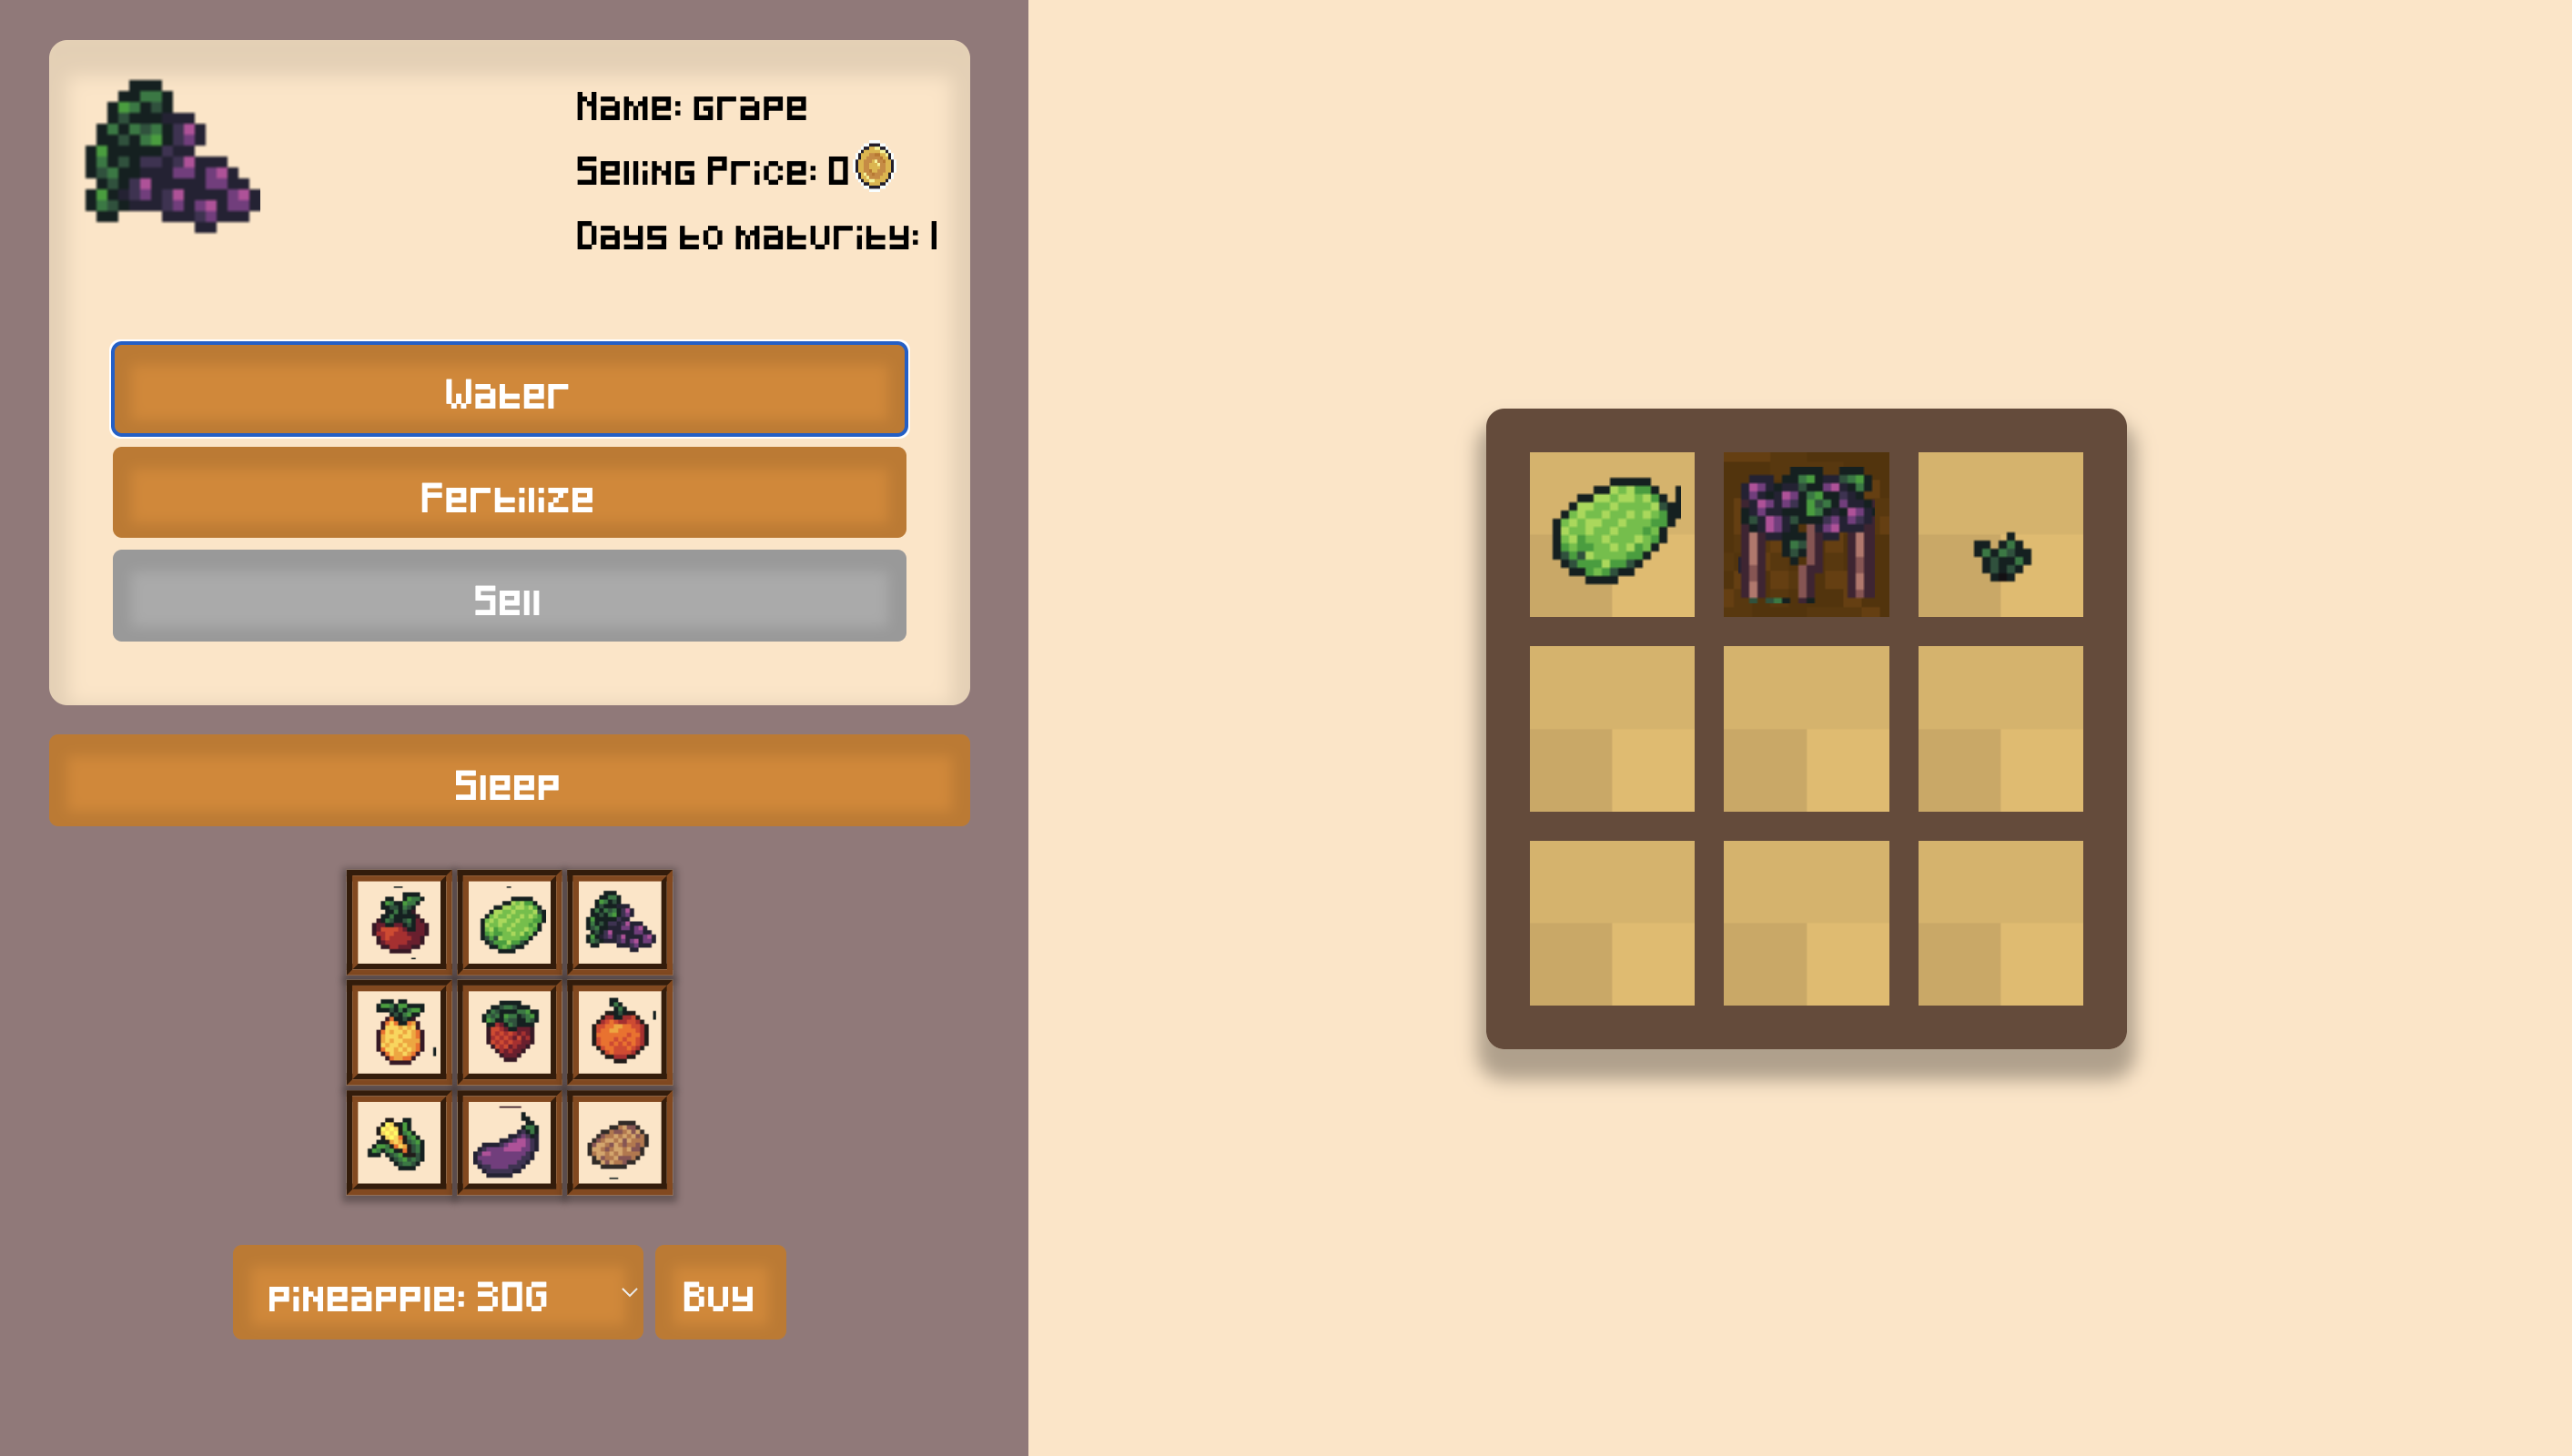 Name: grape
Selling Price: 0
Days to maturity: 1
Water
Fertilize
Sell
Sleep
pineapple: 30G
Buy